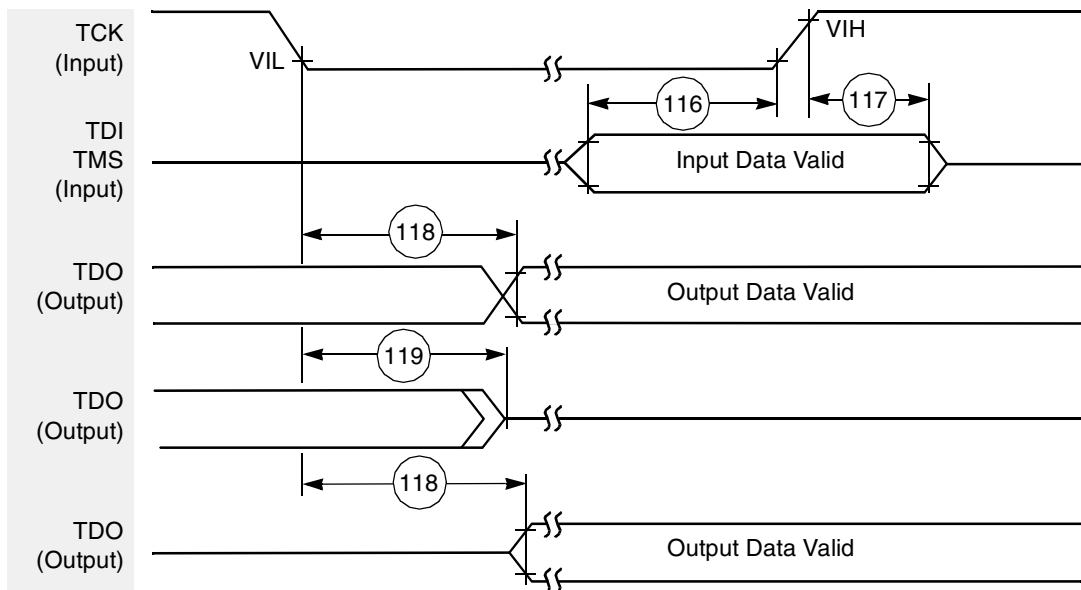 TCK
(Input)
VIL
VIH
116
117
TDI
TMS
(Input)
Input Data Valid
118
TDO
(Output)
Output Data Valid
119
TDO
(Output)
118
TDO
(Output)
Output Data Valid